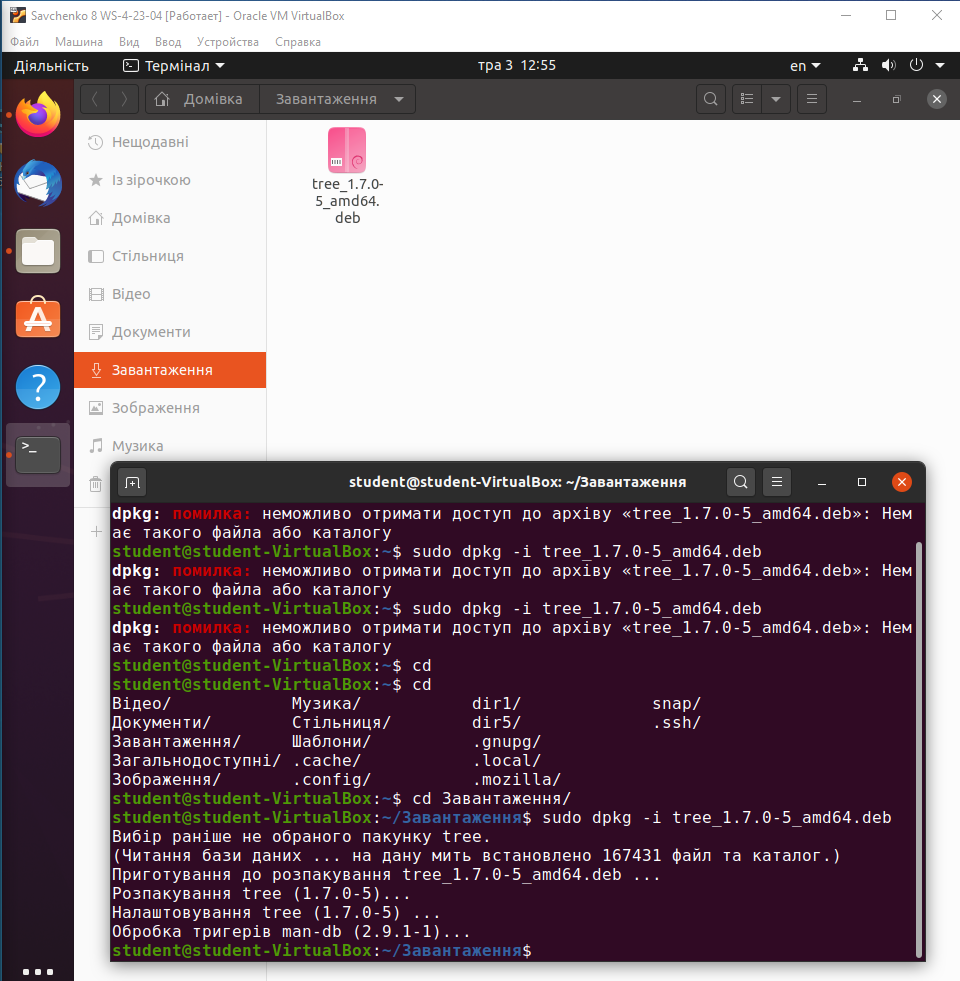 Savchenko 8 WS-4-23-04 [Работает] - Oracle VM VirtualBox
Файл Машина Вид Ввод Устройства Справка
Діяльність Термінал тра 3 12:55 en
Домівка Завантаження
Нещодавні
Із зірочкою
Домівка
Стільниця
Відео
Документи
Завантаження
Зображення
Музика
tree_1.7.0-
5_amd64.
deb
student@student-VirtualBox: ~/Завантаження
dpkg: помилка: неможливо отримати доступ до архіву «tree_1.7.0-5_amd64.deb»: Нем
ає такого файла або каталогу
student@student-VirtualBox:~$ sudo dpkg -i tree_1.7.0-5_amd64.deb
dpkg: помилка: неможливо отримати доступ до архіву «tree_1.7.0-5_amd64.deb»: Нем
ає такого файла або каталогу
student@student-VirtualBox:~$ sudo dpkg -i tree_1.7.0-5_amd64.deb
dpkg: помилка: неможливо отримати доступ до архіву «tree_1.7.0-5_amd64.deb»: Нем
ає такого файла або каталогу
student@student-VirtualBox:~$ cd
student@student-VirtualBox:~$ cd
Відео/ Музика/ dir1/ snap/
Документи/ Стільниця/ dir5/ .ssh/
Завантаження/ Шаблони/ .gnupg/
Загальнодоступні/ .cache/ .local/
Зображення/ .config/ .mozilla/
student@student-VirtualBox:~$ cd Завантаження/
student@student-VirtualBox:~/Завантаження$ sudo dpkg -i tree_1.7.0-5_amd64.deb
Вибір раніше не обраного пакунку tree.
(Читання бази даних ... на дану мить встановлено 167431 файл та каталог.)
Приготування до розпакування tree_1.7.0-5_amd64.deb ...
Розпакування tree (1.7.0-5)...
Налаштовування tree (1.7.0-5) ...
Обробка тригерів man-db (2.9.1-1)...
student@student-VirtualBox:~/Завантаження$